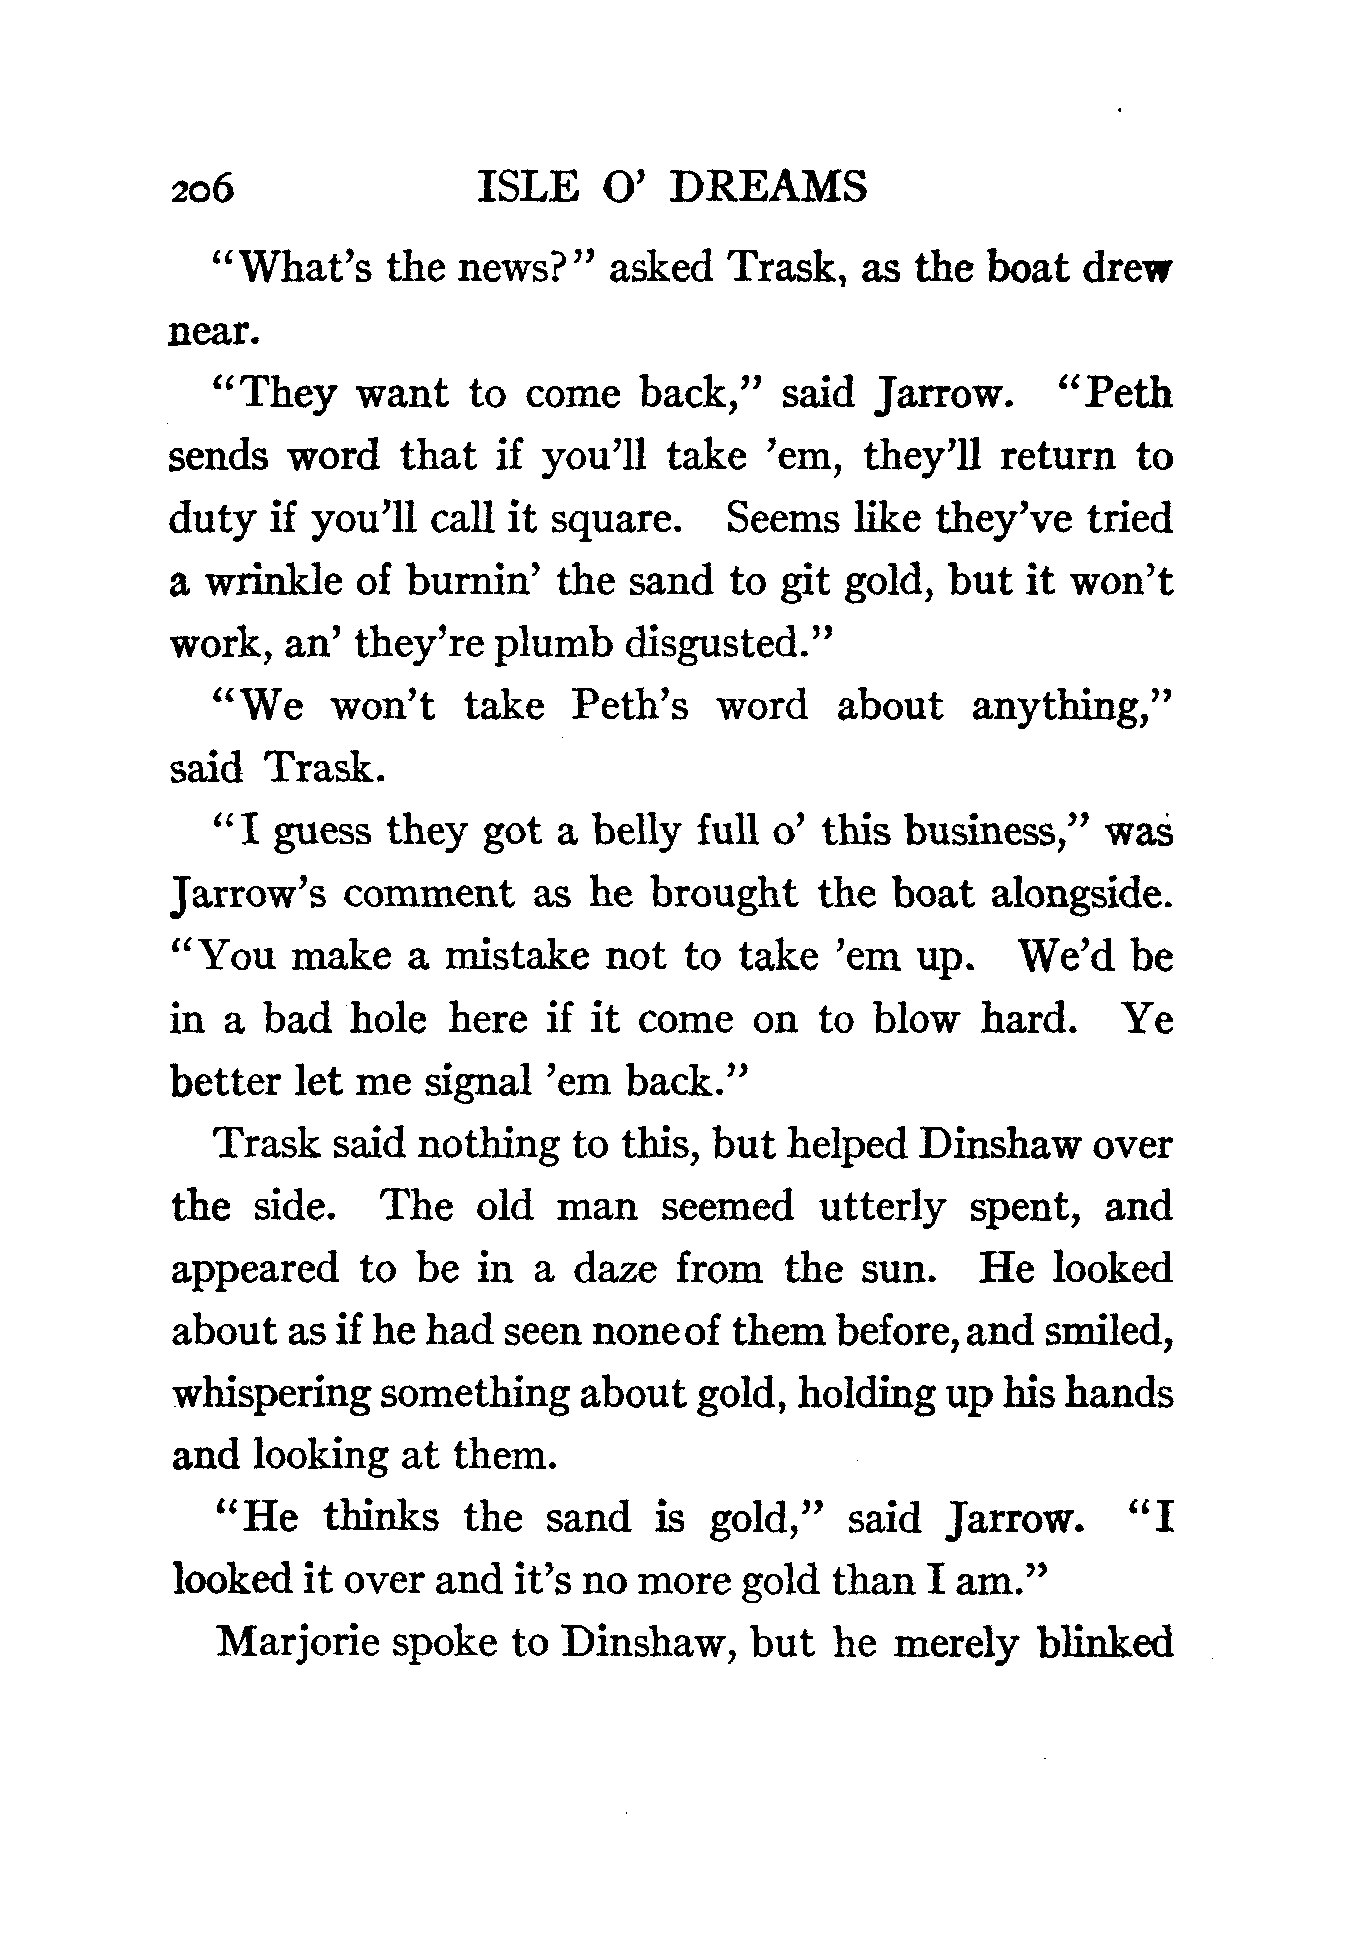 206 ISLE O' DREAMS
"What's the news?" asked Trask, as the boat drew
near.
"They want to come back," said Jarrow. "Peth
sends word that if you'll take 'em, they'll return to
duty if you'll call it square. Seems like they've tried
a wrinkle of burnin' the sand to git gold, but it won't
work, an' they're plumb disgusted."
"We won't take Peth's word about anything,"
said Trask.
"I guess they got a belly full o' this business," was
Jarrow's comment as he brought the boat alongside.
"You make a mistake not to take 'em up. We'd be
in a bad hole here if it come on to blow hard. Ye
better let me signal 'em back."
Trask said nothing to this, but helped Dinshaw over
the side. The old man seemed utterly spent, and
appeared to be in a daze from the sun. He looked
about as if he had seen none of them before, and smiled,
whispering something about gold, holding up his hands
and looking at them.
"He thinks the sand is gold," said Jarrow. "I
looked it over and it's no more gold than I am."
Marjorie spoke to Dinshaw, but he merely blinked